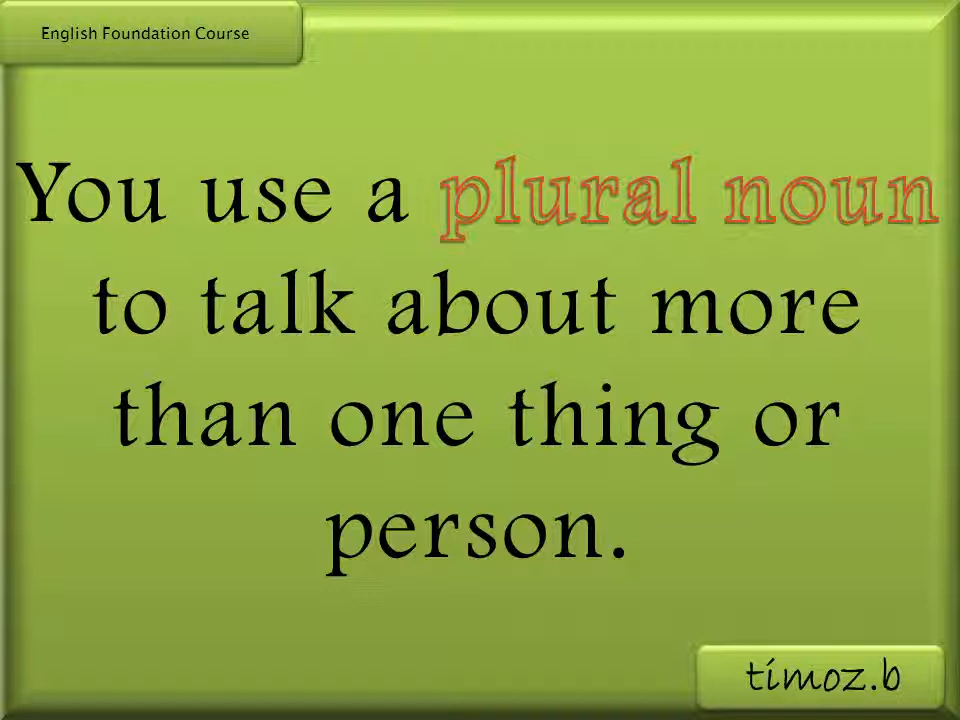 English Foundation Course
You use a plural noun
to talk about more
than one thing or
person.
timoz.b